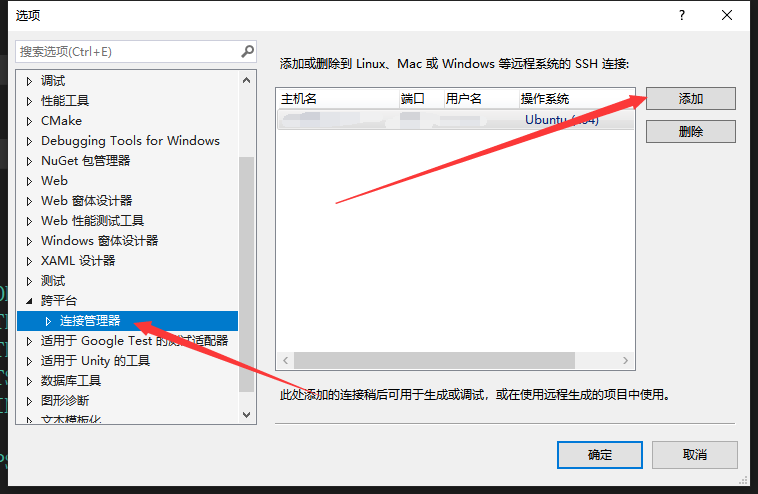 选项
搜索选项(Ctrl+E)
调试
性能工具
CMake
Debugging Tools for Windows
NuGet 包管理器
Web
Web 窗体设计器
Web 性能测试工具
Windows 窗体设计器
XAML 设计器
测试
跨平台
连接管理器
适用于 Google Test 的测试适配器
适用于 Unity 的工具
数据库工具
图形诊断
文本模板化
添加或删除到 Linux、Mac 或 Windows 等远程系统的 SSH 连接:
主机名 端口 用户名 操作系统
Ubuntu (x64)
添加
删除
此处添加的连接稍后可用于生成或调试，或在使用远程生成的项目中使用。
确定 取消